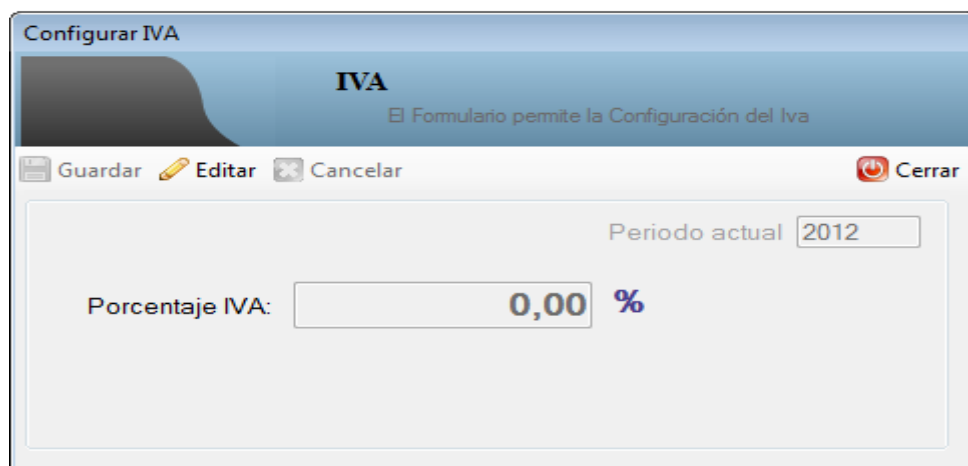 Configurar IVA
IVA
El Formulario permite la Configuración del Iva
Guardar Editar Cancelar Cerrar
Periodo actual 2012
Porcentaje IVA: 0,00 %